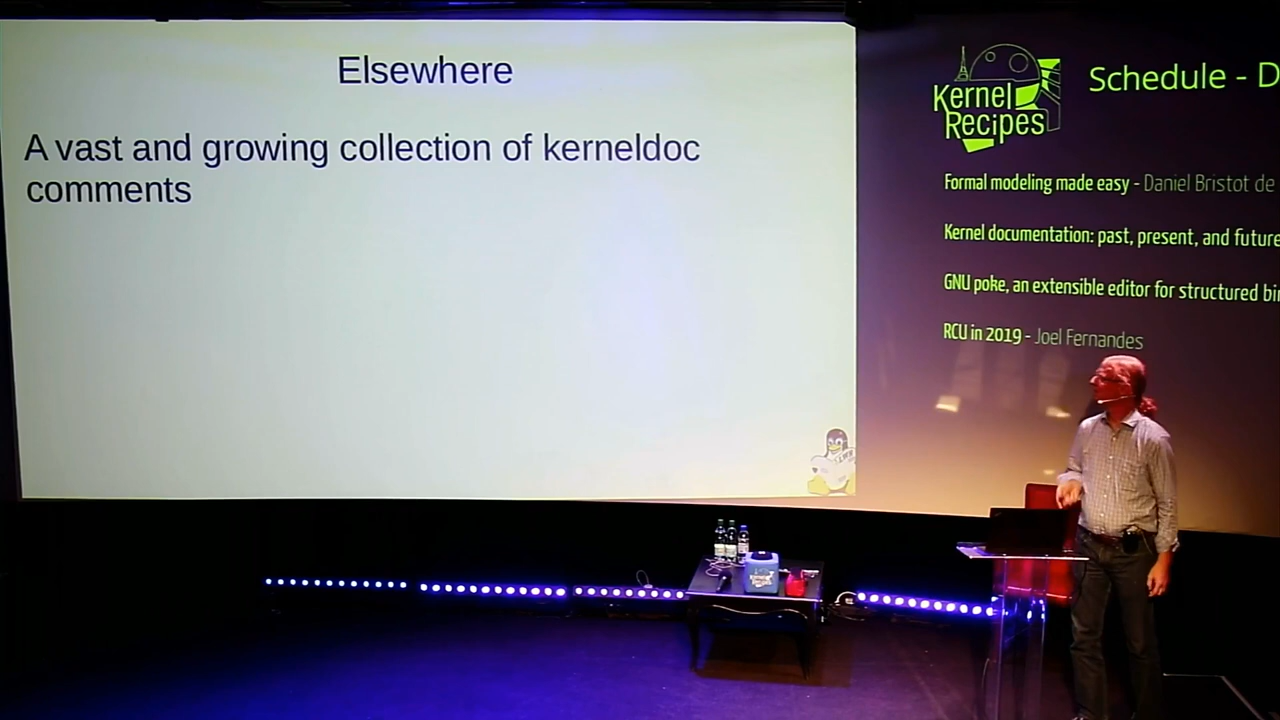 Elsewhere
A vast and growing collection of kerneldoc
comments
Kernel
Recipes
Schedule - D
Formal modeling made easy - Daniel Bristot de
Kernel documentation: past, present, and future
GNU poke, an extensible editor for structured bi
RCU in 2019 - Joel Fernandes